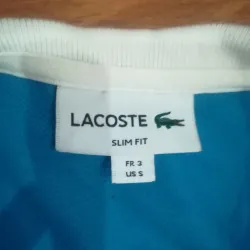 LACOSTE
SLIM FIT
FR 3
US S